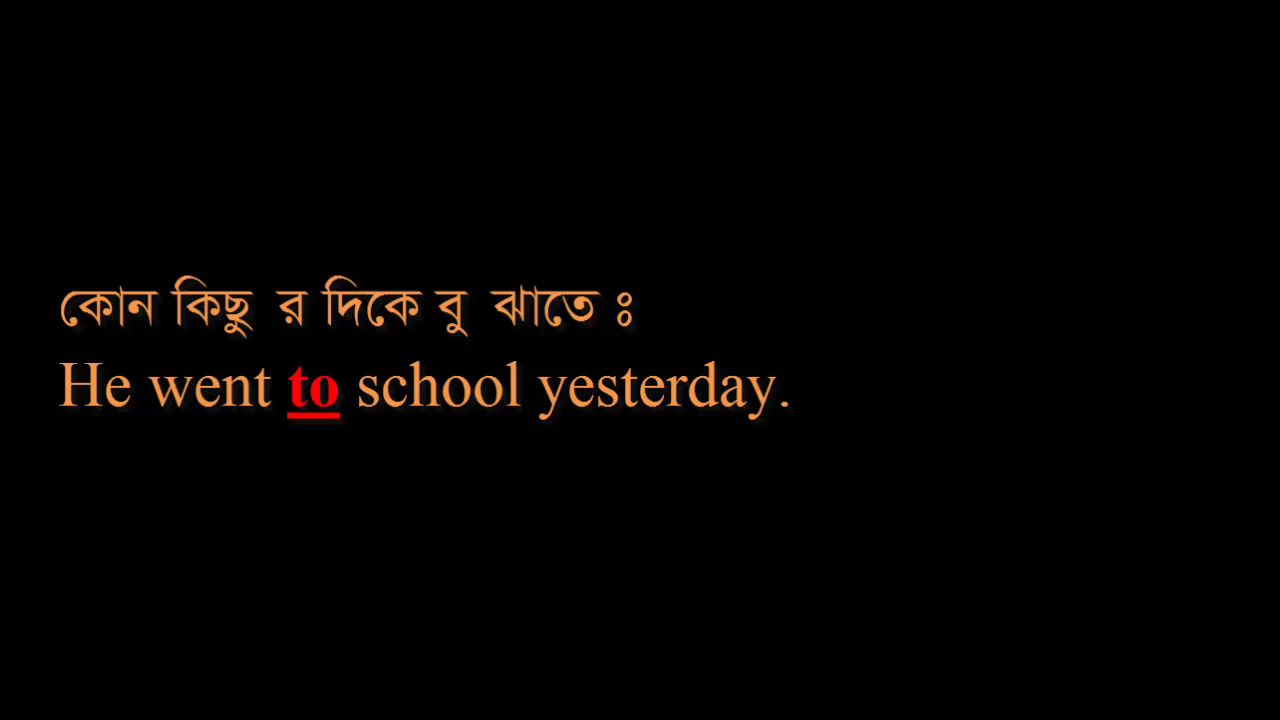 কোন কিছু র দিকে বু ঝাতে ঃ
He went to school yesterday.